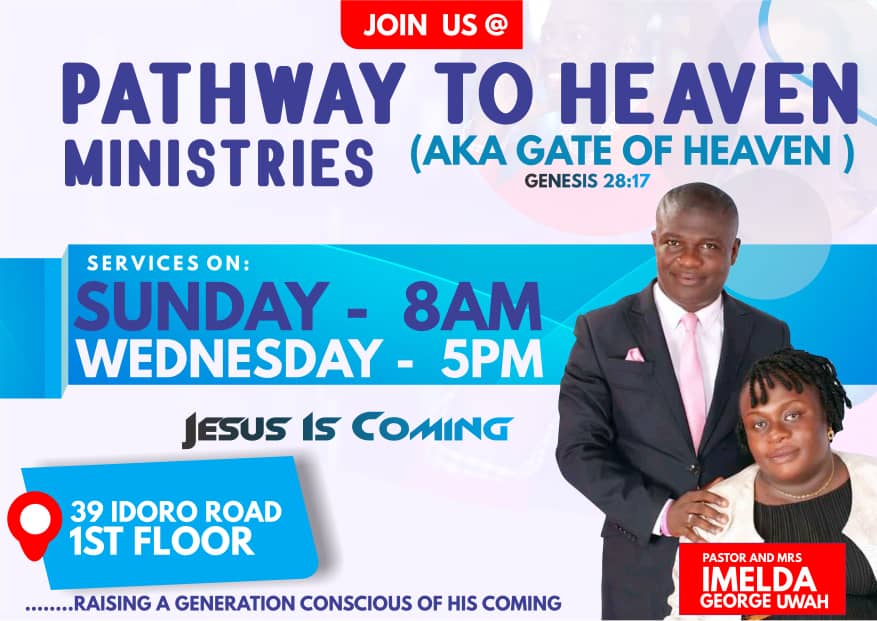 JOIN US @
PATHWAY TO HEAVEN
MINISTRIES
(AKA GATE OF HEAVEN )
GENESIS 28:17
SERVICES ON:
SUNDAY - 8AM
WEDNESDAY - 5PM
JESUS IS COMING
39 IDORO ROAD
1ST FLOOR
PASTOR AND MRS
IMELDA
GEORGE UWAH
........RAISING A GENERATION CONSCIOUS OF HIS COMING